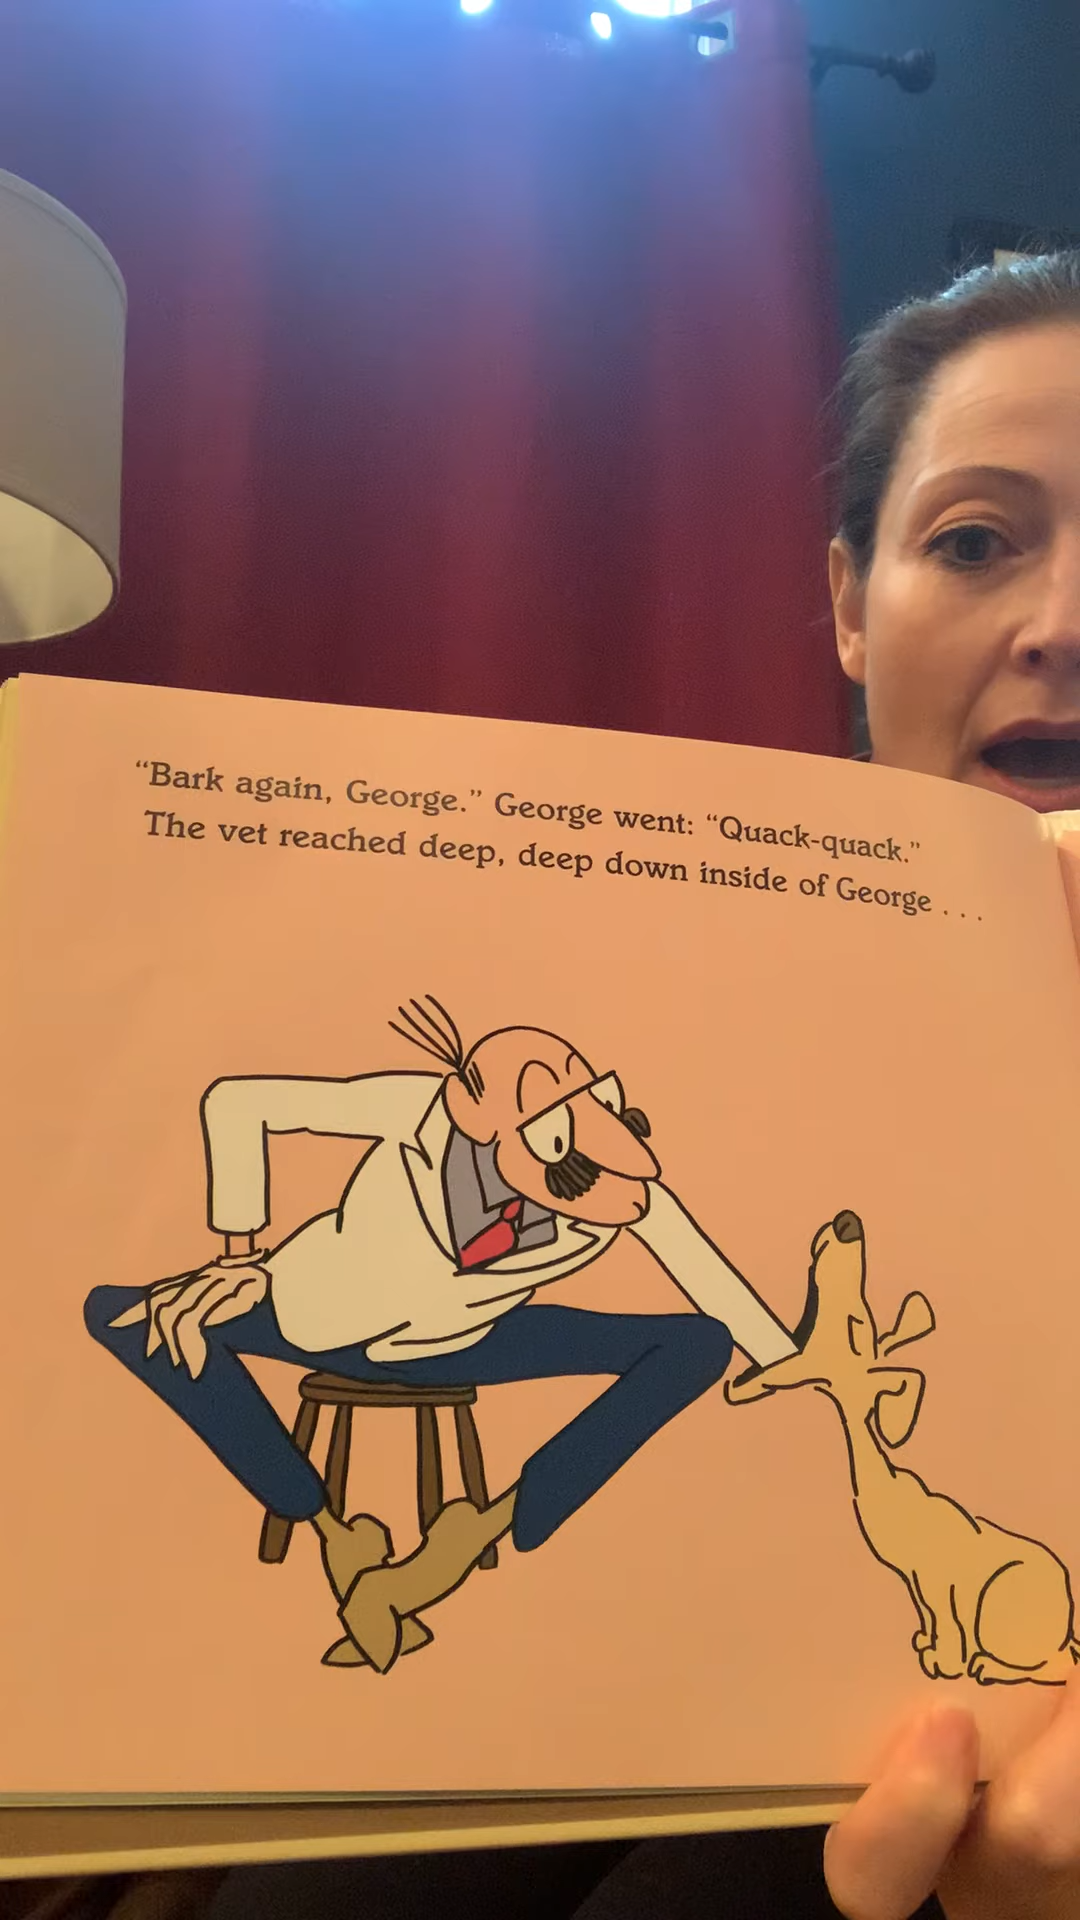 “Bark again, George.” George went: “Quack-quack.”
The vet reached deep, deep down inside of George . . .